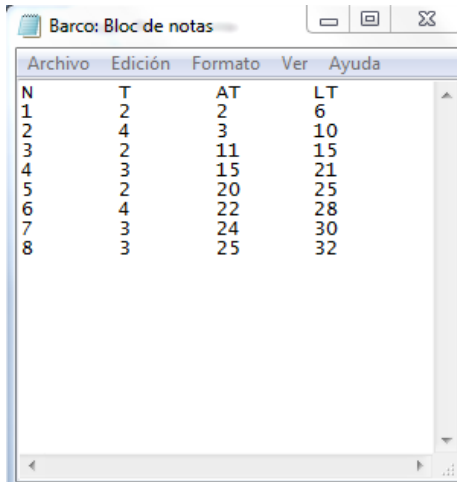 Barco: Bloc de notas
Archivo Edición Formato Ver Ayuda
N T AT LT
1 2 2 6
2 4 3 10
3 2 11 15
4 3 15 21
5 2 20 25
6 4 22 28
7 3 24 30
8 3 25 32